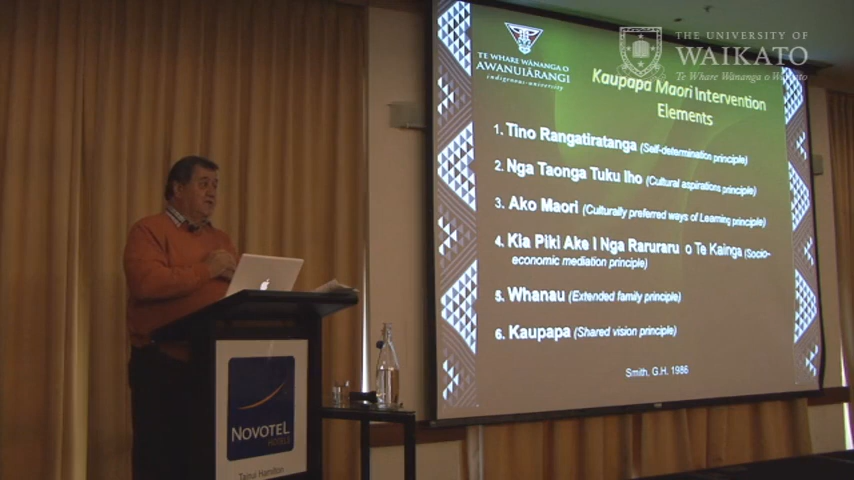 THE UNIVERSITY OF
WAIKATO
Te Whare Wānanga o Waikato
TE WHARE WĀNANGA O
AWANUIĀRANGI
indigenous-university
Kaupapa Maori Intervention
Elements
1. Tino Rangatiratanga (Self-determination principle)
2. Nga Taonga Tuku Iho (Cultural aspirations principle)
3. Ako Maori (Culturally preferred ways of Learning principle)
4. Kia Piki Ake I Nga Raruraru o Te Kainga (Socio-
economic mediation principle)
5. Whanau (Extended family principle)
6. Kaupapa (Shared vision principle)
Smith, G.H. 1986
NOVOTEL
HOTELS
Tainui Hamilton